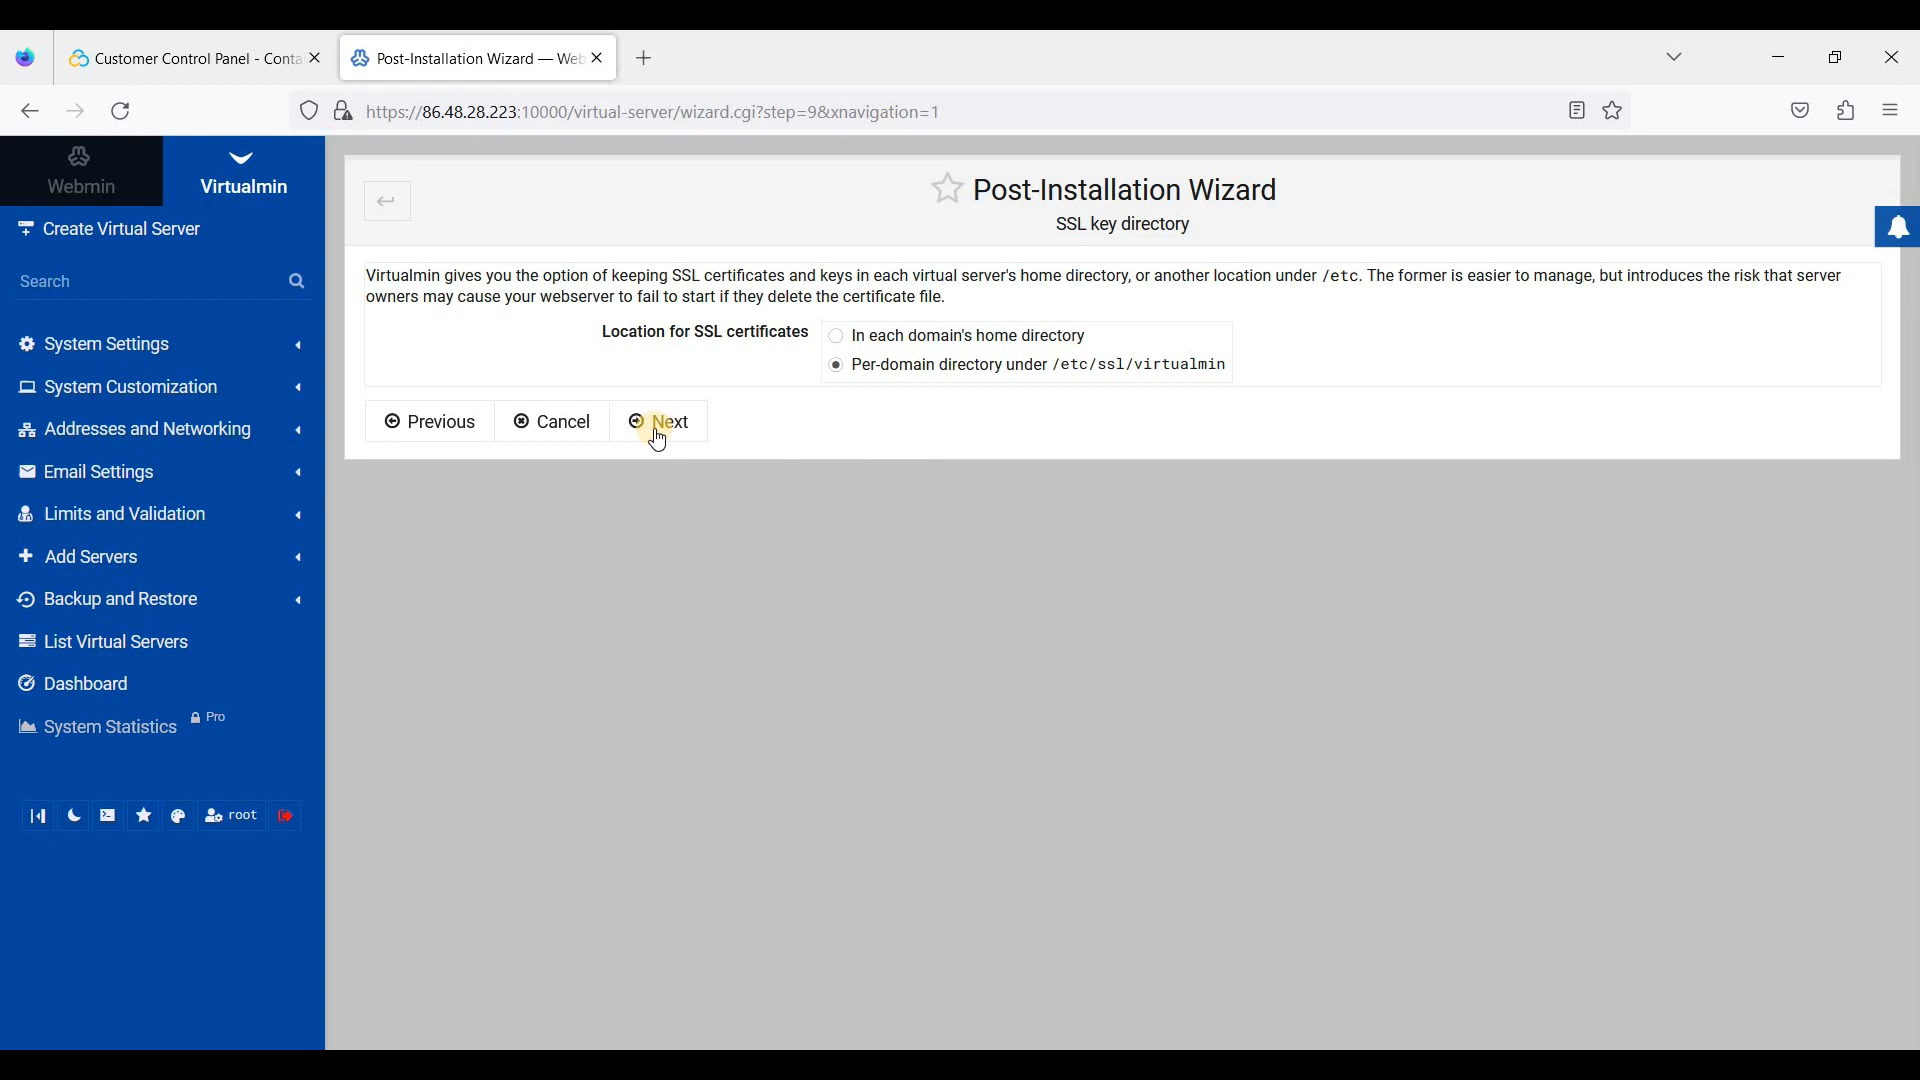 Customer Control Panel - Conta
Post-Installation Wizard — Web
https://86.48.28.223:10000/virtual-server/wizard.cgi?step=9&xnavigation=1
Webmin
Virtualmin
Create Virtual Server
Search
System Settings
System Customization
Addresses and Networking
Email Settings
Limits and Validation
Add Servers
Backup and Restore
List Virtual Servers
Dashboard
System Statistics Pro
root
Post-Installation Wizard
SSL key directory
Virtualmin gives you the option of keeping SSL certificates and keys in each virtual server's home directory, or another location under /etc. The former is easier to manage, but introduces the risk that server
owners may cause your webserver to fail to start if they delete the certificate file.
Location for SSL certificates
In each domain's home directory
Per-domain directory under /etc/ssl/virtualmin
Previous
Cancel
Next